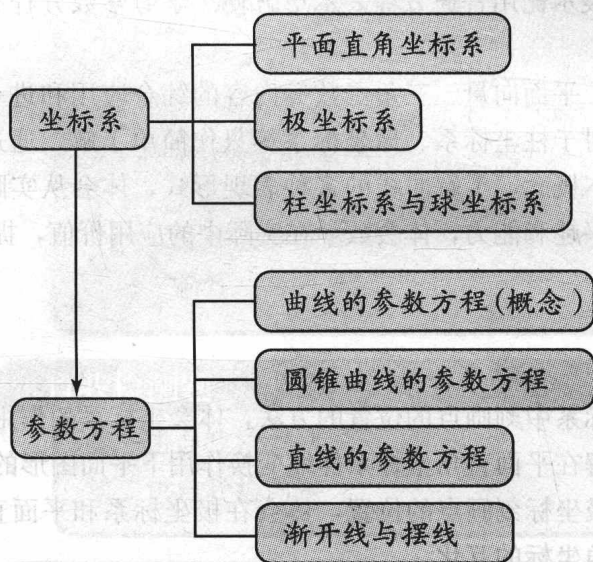 平面直角坐标系
坐标系
极坐标系
柱坐标系与球坐标系
曲线的参数方程(概念)
圆锥曲线的参数方程
参数方程
直线的参数方程
渐开线与摆线